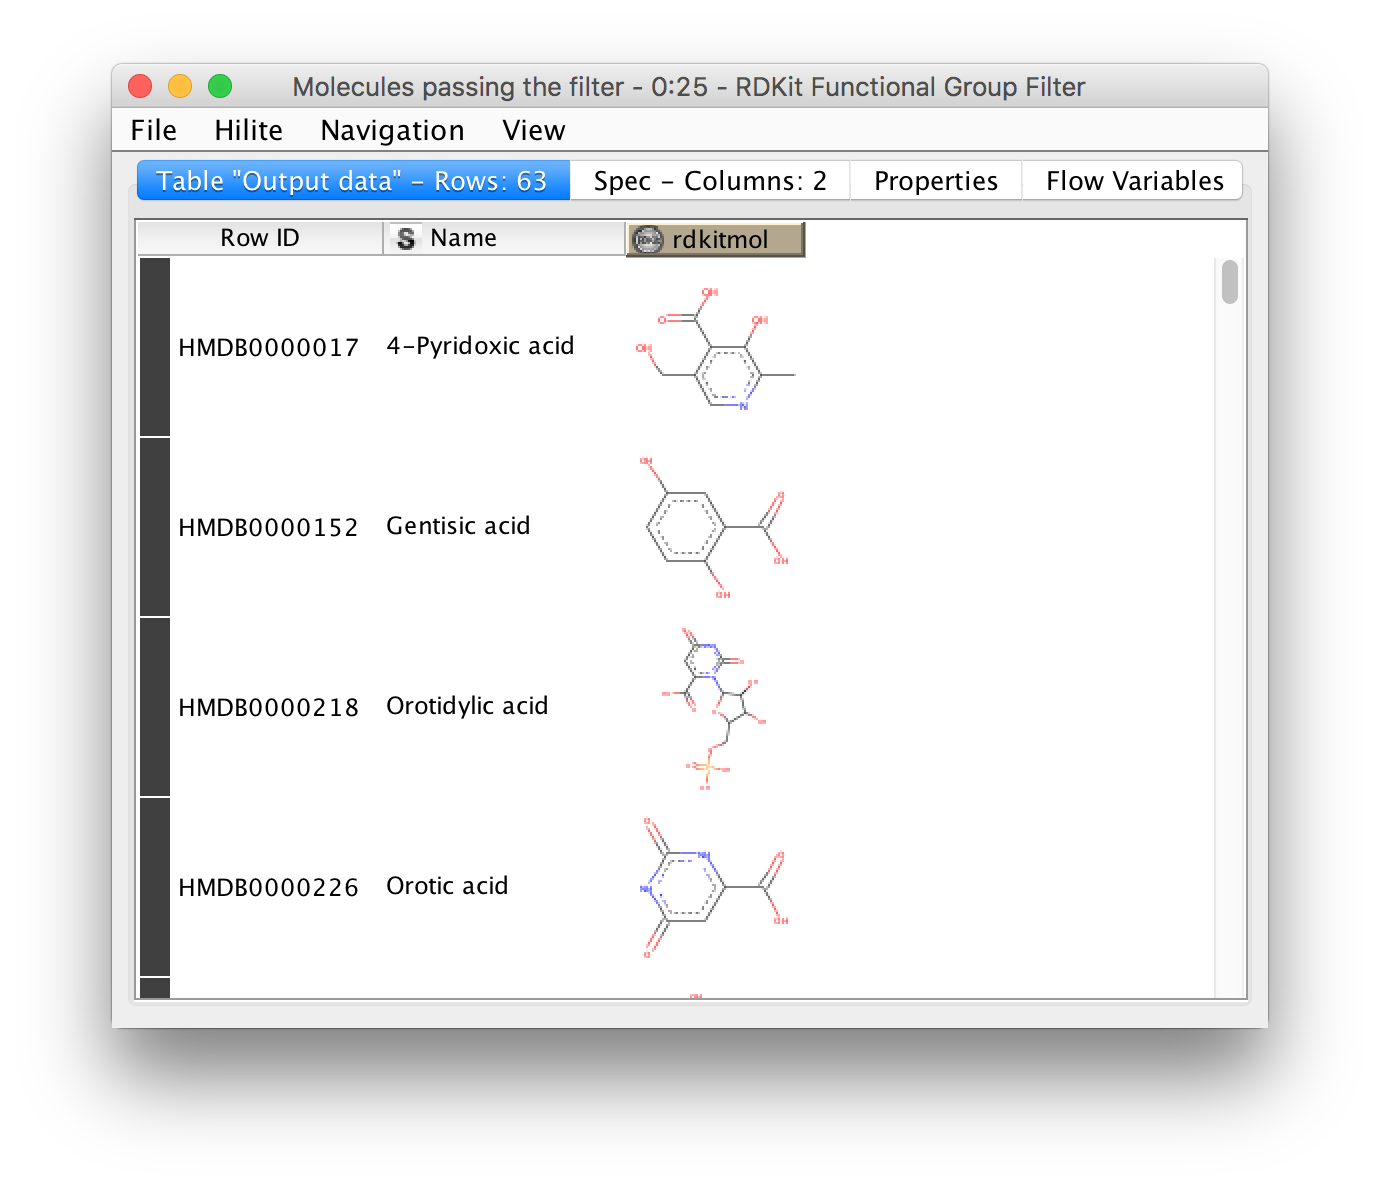 Molecules passing the filter - 0:25 - RDKit Functional Group Filter
File Hilite Navigation View
Table "Output data" - Rows: 63 Spec - Columns: 2 Properties Flow Variables
Row ID S Name rdkitmol
OH
O OH
HMDB0000017 4-Pyridoxic acid OH
N
OH
O
HMDB0000152 Gentisic acid
OH
OH
HMDB0000218 Orotidylic acid
O O
NH
HMDB0000226 Orotic acid NH
OH
O
OH